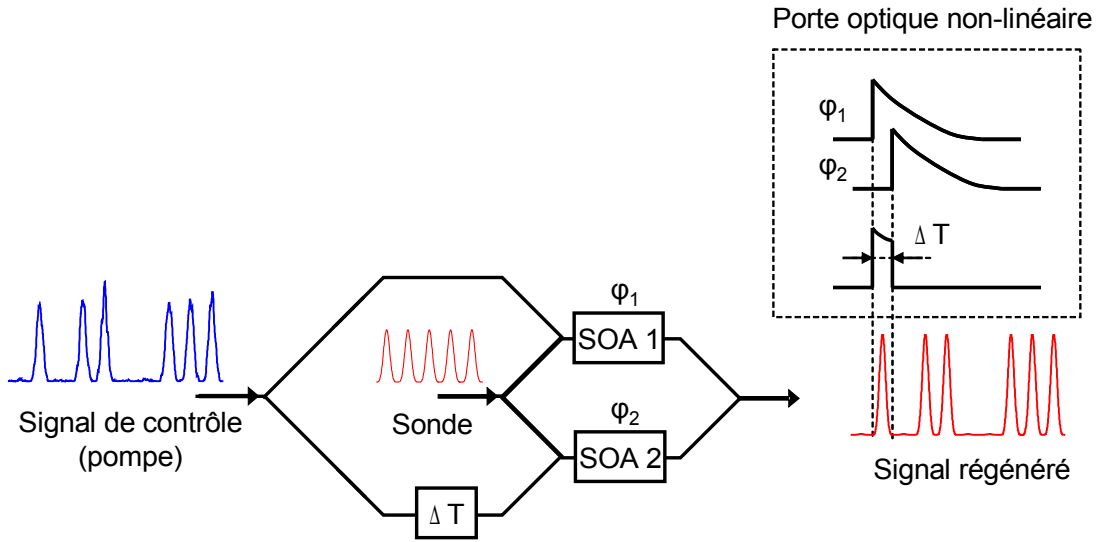 Porte optique non-linéaire
φ1
φ2
Δ T
φ1
SOA 1
Signal de contrôle
(pompe)
Sonde
φ2
SOA 2
Δ T
Signal régénéré